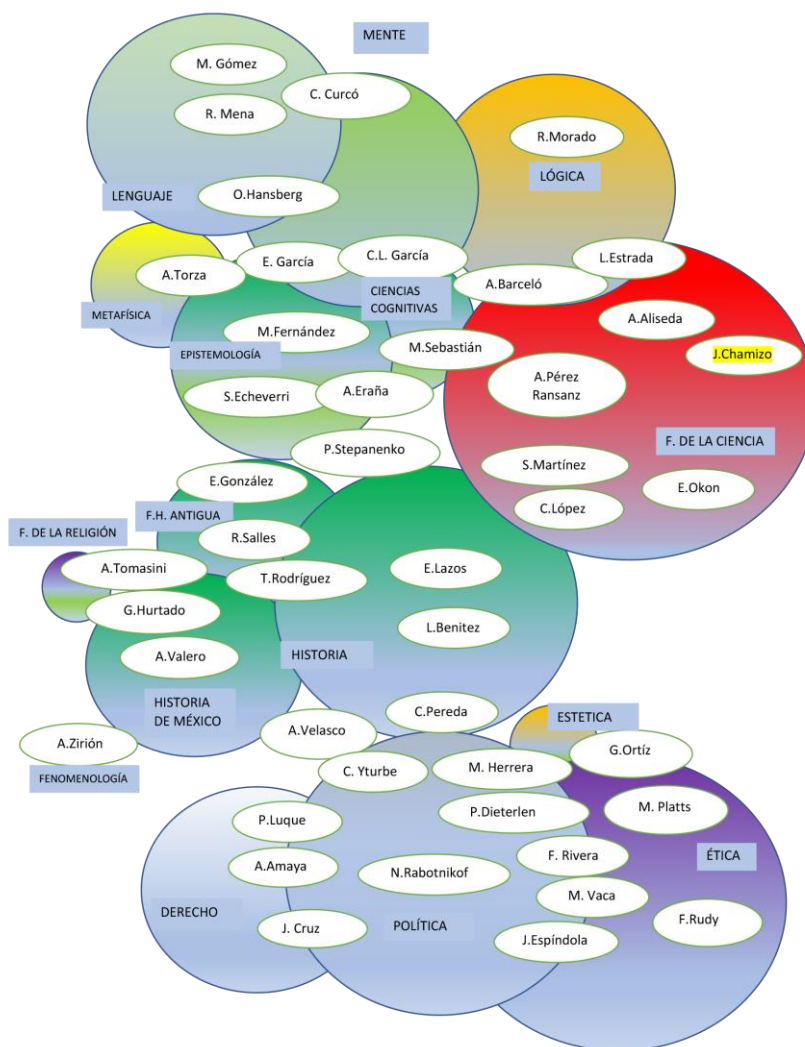 MENTE
M. Gómez
C. Curcó
R. Mena
R.Morado
LÓGICA
LENGUAJE
O.Hansberg
E. García
C.L. García
L.Estrada
A.Torza
A.Barceló
CIENCIAS
COGNITIVAS
METAFÍSICA
A.Aliseda
M.Fernández
EPISTEMOLOGÍA
M.Sebastián
J.Chamizo
A.Pérez
Ransanz
S.Echeverri
A.Eraña
F. DE LA CIENCIA
P.Stepanenko
S.Martínez
E.González
E.Okon
C.López
F.H. ANTIGUA
F. DE LA RELIGIÓN
R.Salles
A.Tomasini
T.Rodríguez
E.Lazos
G.Hurtado
L.Benitez
A.Valero
HISTORIA
HISTORIA
DE MÉXICO
C.Pereda
ESTETICA
A.Velasco
A.Zirión
G.Ortíz
FENOMENOLOGÍA
C. Yturbe
M. Herrera
P.Luque
P.Dieterlen
M. Platts
F. Rivera
ÉTICA
A.Amaya
N.Rabotnikof
M. Vaca
DERECHO
J. Cruz
POLÍTICA
F.Rudy
J.Espíndola